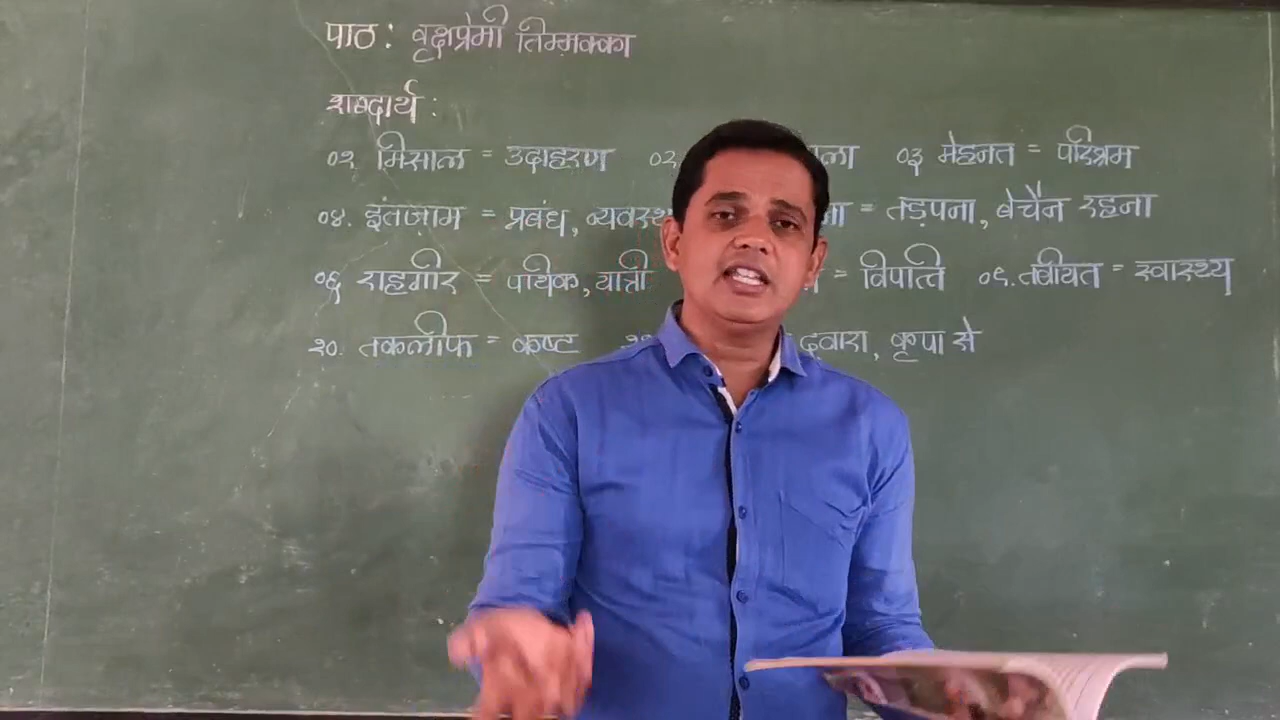 पाठ : वृक्षप्रेमी तिम्मक्का
शब्दार्थ :
०१ मिसाल = उदाहरण ०२ ०३ मेहनत = परिश्रम
०४. इंतज़ाम = प्रबंध, = तड़पना, बेचैन रहना
०६ राहगीर = पथिक, यात्री = विपत्ति ०९. तबीयत = स्वास्थ्य
१०. तकलीफ = कष्ट द्वारा, कृपा से